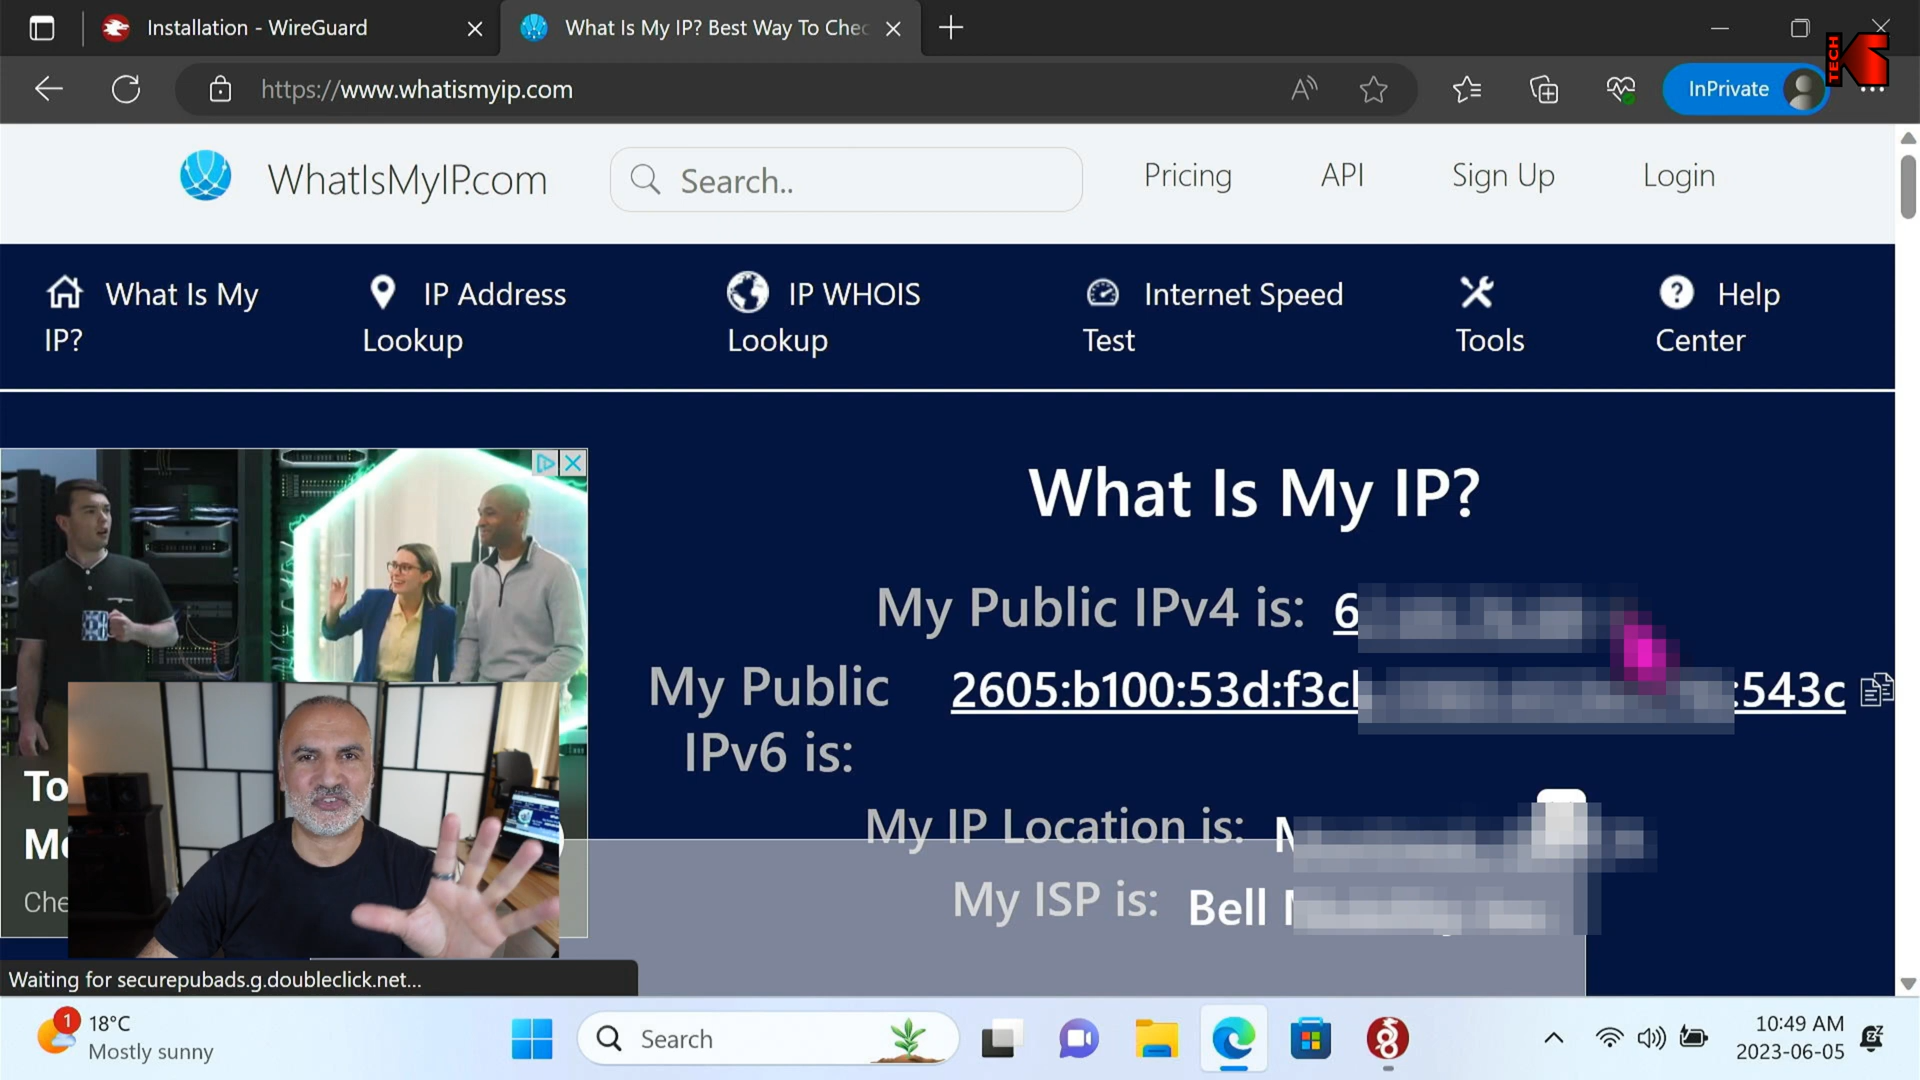 Installation - WireGuard
What Is My IP? Best Way To Chec
TECH
https://www.whatismyip.com
InPrivate
WhatIsMyIP.com
Search..
Pricing
API
Sign Up
Login
What Is My IP?
IP Address Lookup
IP WHOIS Lookup
Internet Speed Test
Tools
Help Center
What Is My IP?
My Public IPv4 is: 6
My Public IPv6 is:
2605:b100:53d:f3c
:543c
My IP Location is:
My ISP is: Bell
To
Mo
Che
Waiting for securepubads.g.doubleclick.net...
1
18°C
Mostly sunny
Search
10:49 AM
2023-06-05